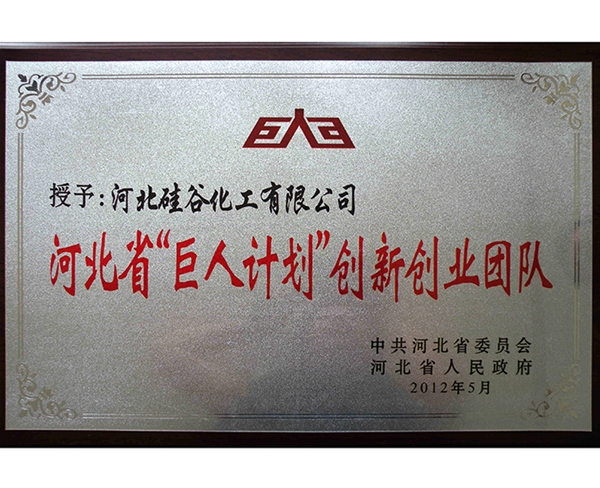 授予:河北硅谷化工有限公司
河北省“巨人计划”创新创业团队
中共河北省委员会
河北省人民政府
2012年5月